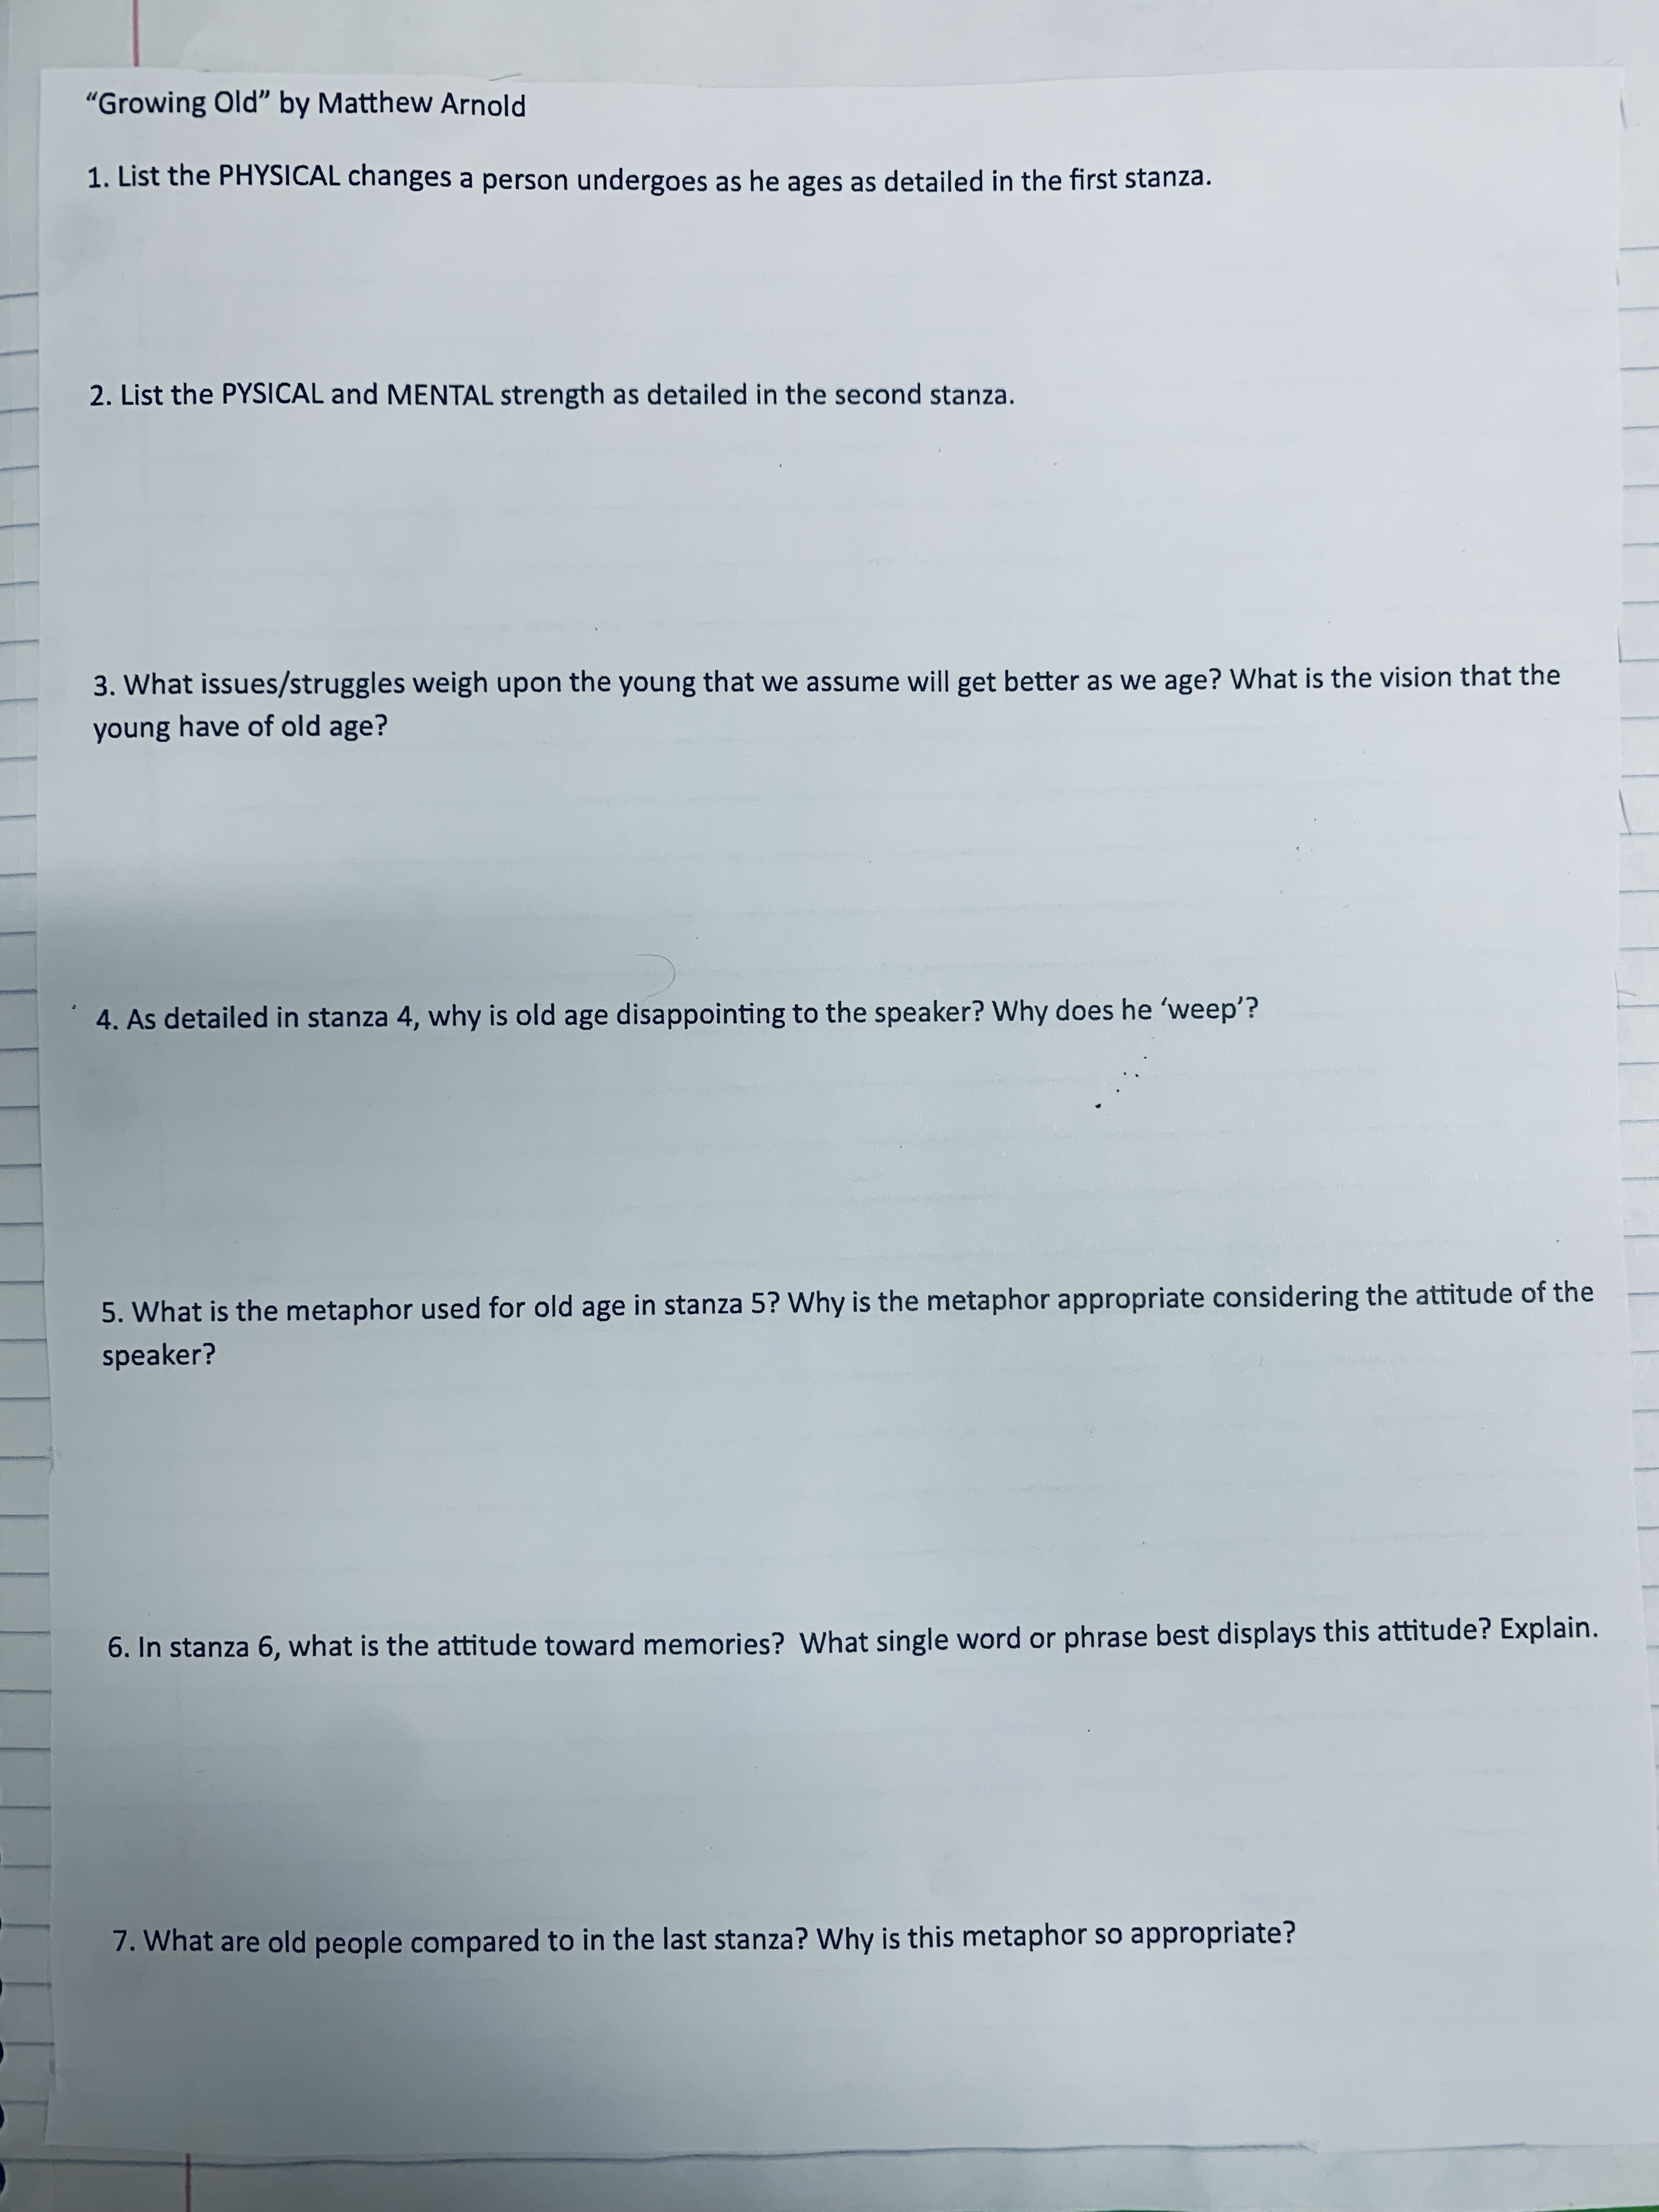 “Growing Old” by Matthew Arnold
1. List the PHYSICAL changes a person undergoes as he ages as detailed in the first stanza.
2. List the PYSICAL and MENTAL strength as detailed in the second stanza.
3. What issues/struggles weigh upon the young that we assume will get better as we age? What is the vision that the
young have of old age?
4. As detailed in stanza 4, why is old age disappointing to the speaker? Why does he ‘weep’?
5. What is the metaphor used for old age in stanza 5? Why is the metaphor appropriate considering the attitude of the
speaker?
6. In stanza 6, what is the attitude toward memories?  What single word or phrase best displays this attitude? Explain.
7. What are old people compared to in the last stanza? Why is this metaphor so appropriate?